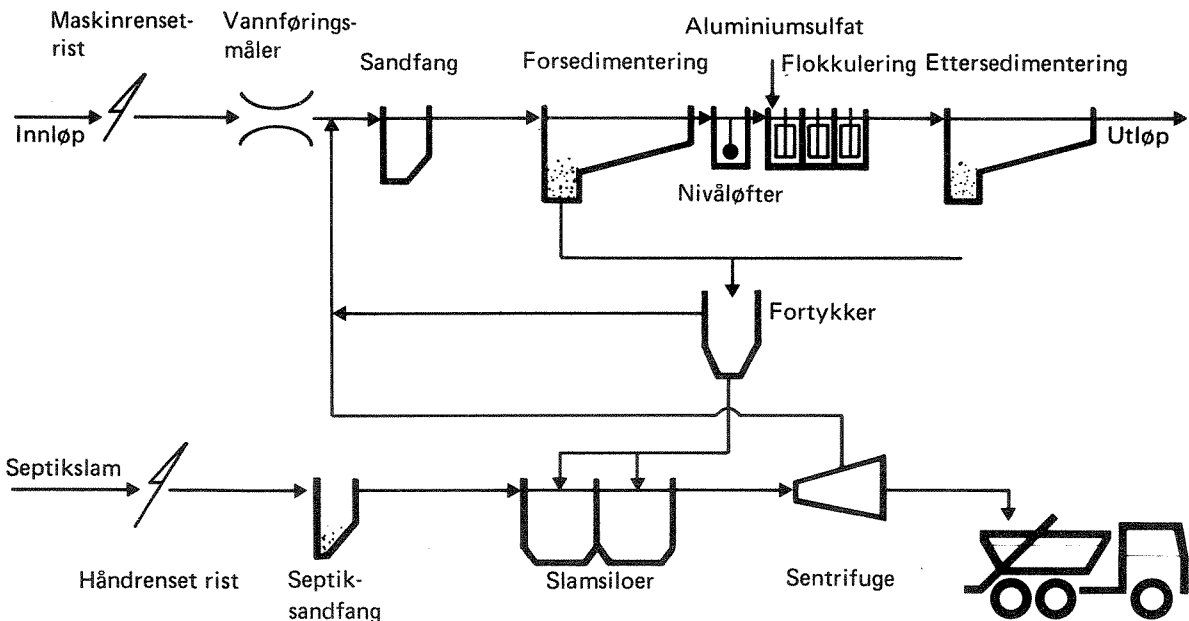 Maskinrenset-
rist
Vannførings-
måler
Sandfang
Forsedimentering
Aluminiumsulfat
Flokkulering
Ettersedimentering
Innløp
Utløp
Nivåløfter
Fortykker
Septikslam
Håndrenset rist
Septik-
sandfang
Slamsiloer
Sentrifuge